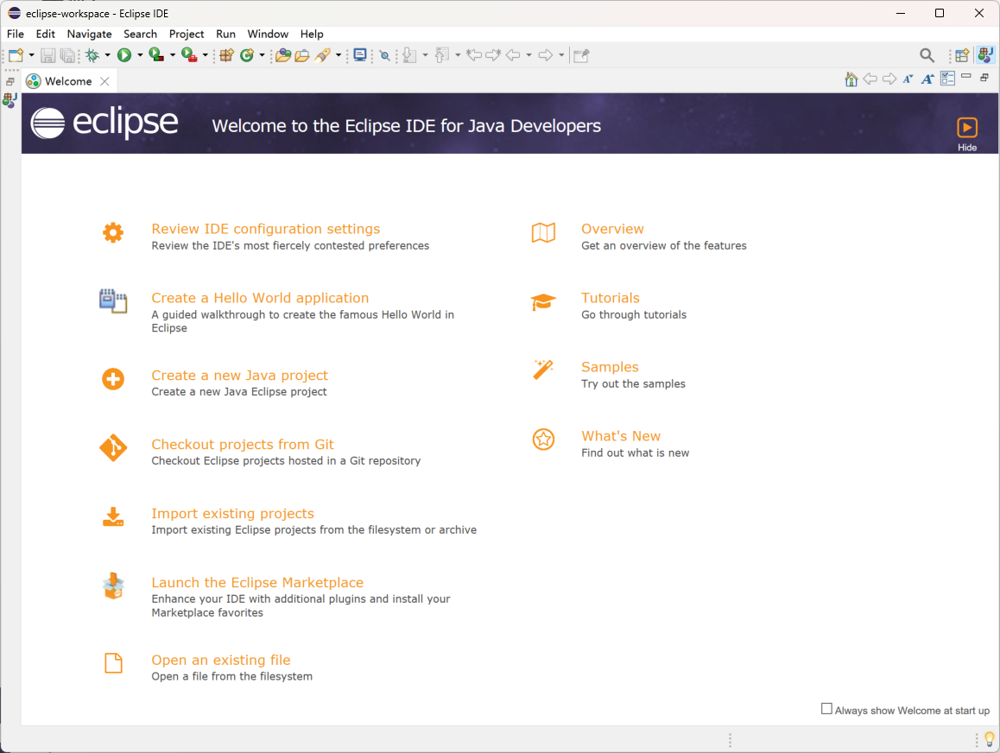 eclipse-workspace - Eclipse IDE
File Edit Navigate Search Project Run Window Help
Welcome
eclipse
Welcome to the Eclipse IDE for Java Developers
Hide
Review IDE configuration settings
Review the IDE's most fiercely contested preferences
Create a Hello World application
A guided walkthrough to create the famous Hello World in
Eclipse
Create a new Java project
Create a new Java Eclipse project
Checkout projects from Git
Checkout Eclipse projects hosted in a Git repository
Import existing projects
Import existing Eclipse projects from the filesystem or archive
Launch the Eclipse Marketplace
Enhance your IDE with additional plugins and install your
Marketplace favorites
Open an existing file
Open a file from the filesystem
Overview
Get an overview of the features
Tutorials
Go through tutorials
Samples
Try out the samples
What's New
Find out what is new
Always show Welcome at start up